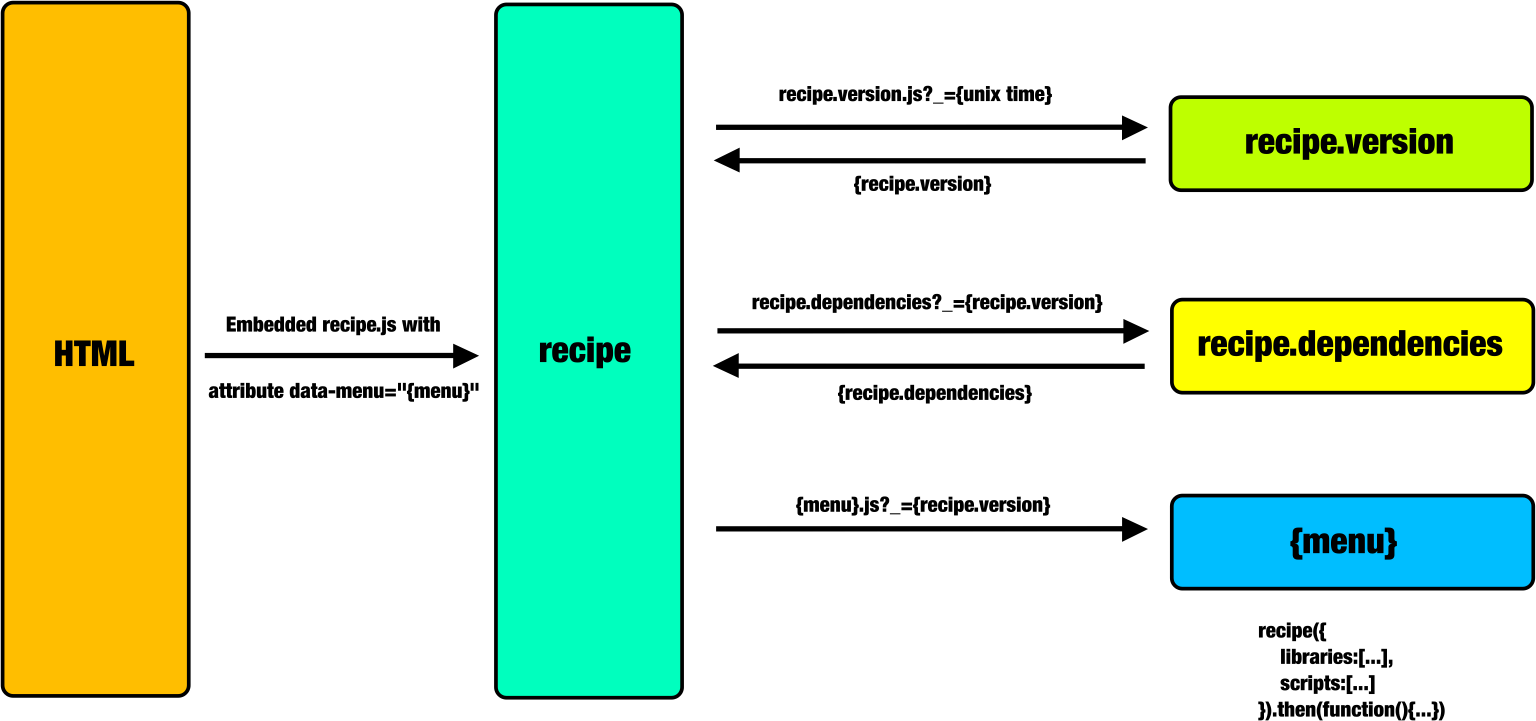 HTML
Embedded recipe.js with
attribute data-menu="{menu}"
recipe
recipe.version.js?_={unix time}
{recipe.version}
recipe.version
recipe.dependencies?_={recipe.version}
{recipe.dependencies}
recipe.dependencies
{menu}.js?_={recipe.version}
{menu}
recipe({
    libraries:[...],
    scripts:[...]
}).then(function(){...})